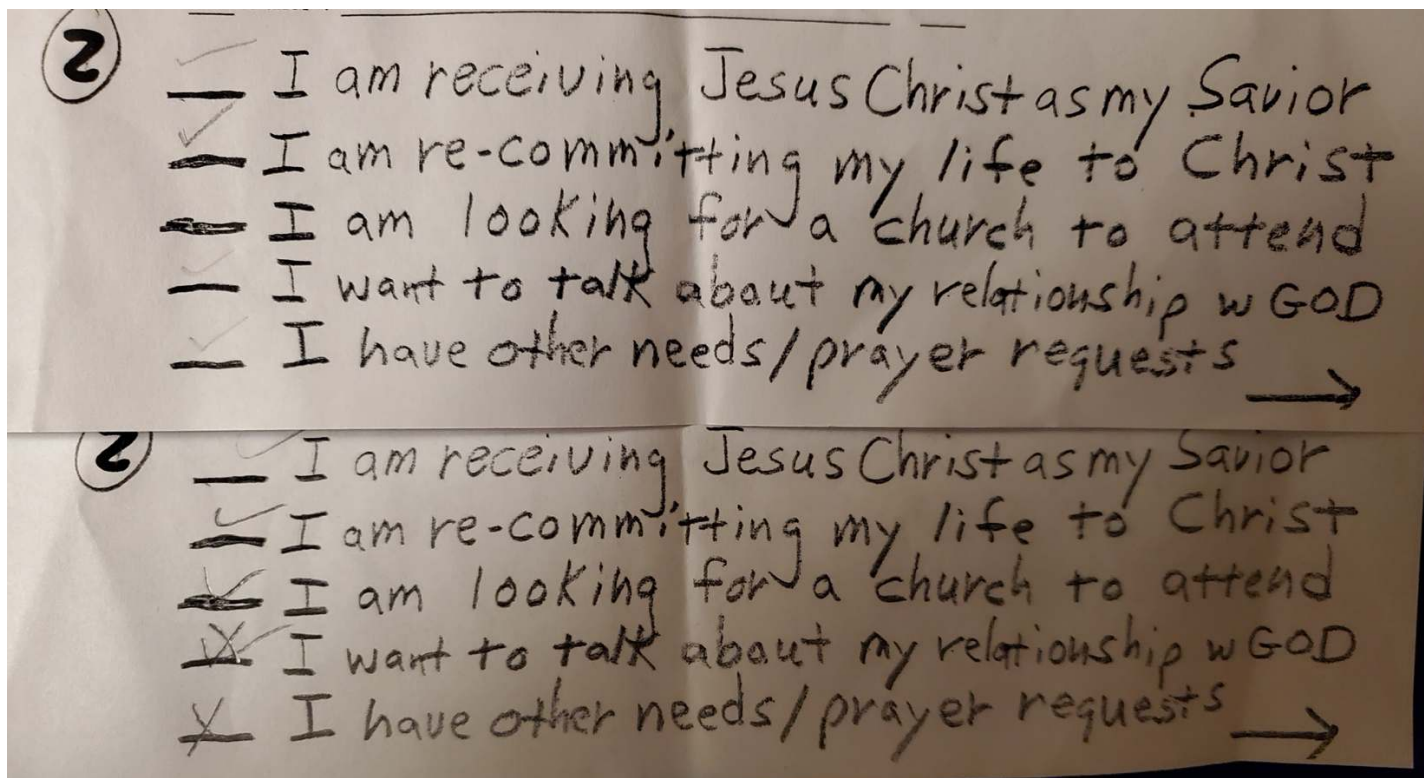 2 ✓ I am receiving Jesus Christ as my Savior
✓ I am re-committing my life to Christ
I am looking for a church to attend
✓ I want to talk about my relationship w GOD
✓ I have other needs/prayer requests →
2 ✓ I am receiving Jesus Christ as my Savior
✓ I am re-committing my life to Christ
✓ I am looking for a church to attend
X✓ I want to talk about my relationship w GOD
X I have other needs/prayer requests →